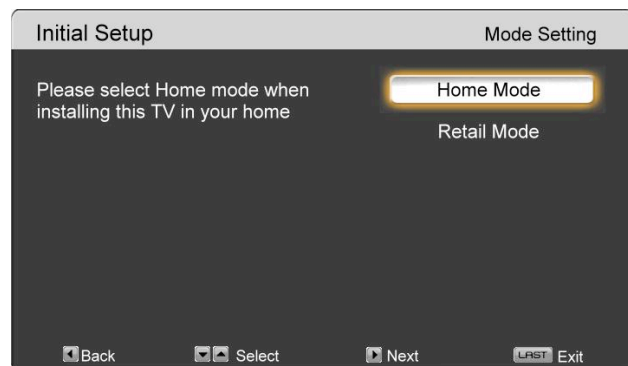 Initial Setup
Mode Setting
Please select Home mode when
installing this TV in your home
Home Mode
Retail Mode
Back
Select
Next
LAST Exit